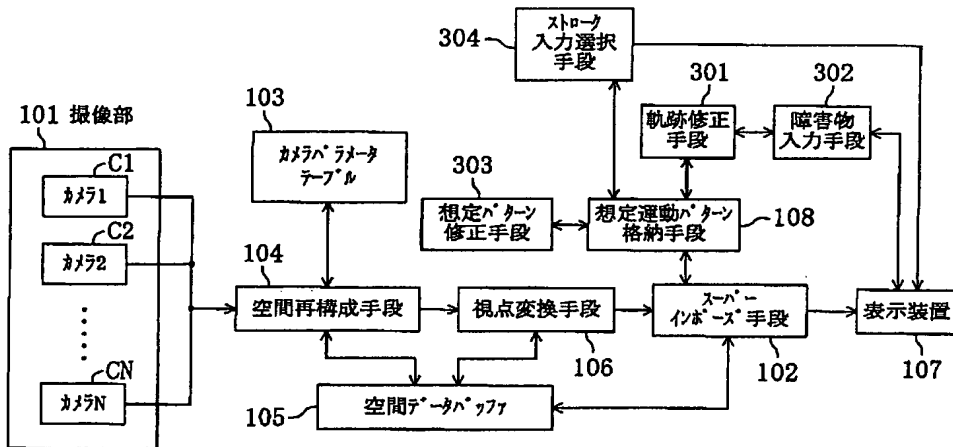 304
ストローク
入力選択
手段
301
302
軌跡修正
手段
障害物
入力手段
103
カメラパラメータ
テーブル
101 撮像部
C1
カメラ1
C2
カメラ2
CN
カメラN
303
想定パターン
修正手段
想定運動パターン
格納手段
108
104
空間再構成手段
視点変換手段
106
スーパー
インポーズ手段
102
表示装置
107
105
空間データバッファ